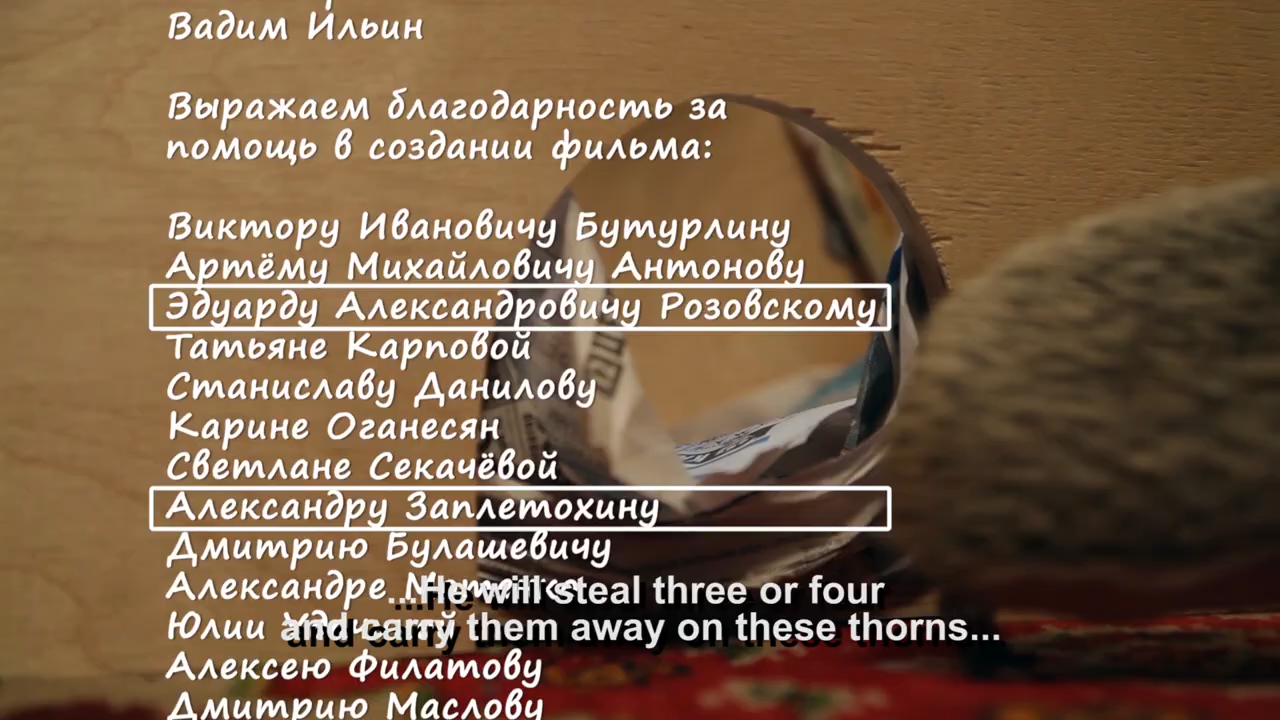 Вадим Ильин
Выражаем благодарность за
помощь в создании фильма:
Виктору Ивановичу Бутурлину
Артёму Михайловичу Антонову
Эдуарду Александровичу Розовскому
Татьяне Карповой
Станиславу Данилову
Карине Оганесян
Светлане Секачёвой
Александру Заплетохину
Дмитрию Булашевичу
Александре
...He will steal three or four
Юлии
and carry them away on these thorns...
Алексею Филатову
Дмитрию Маслову